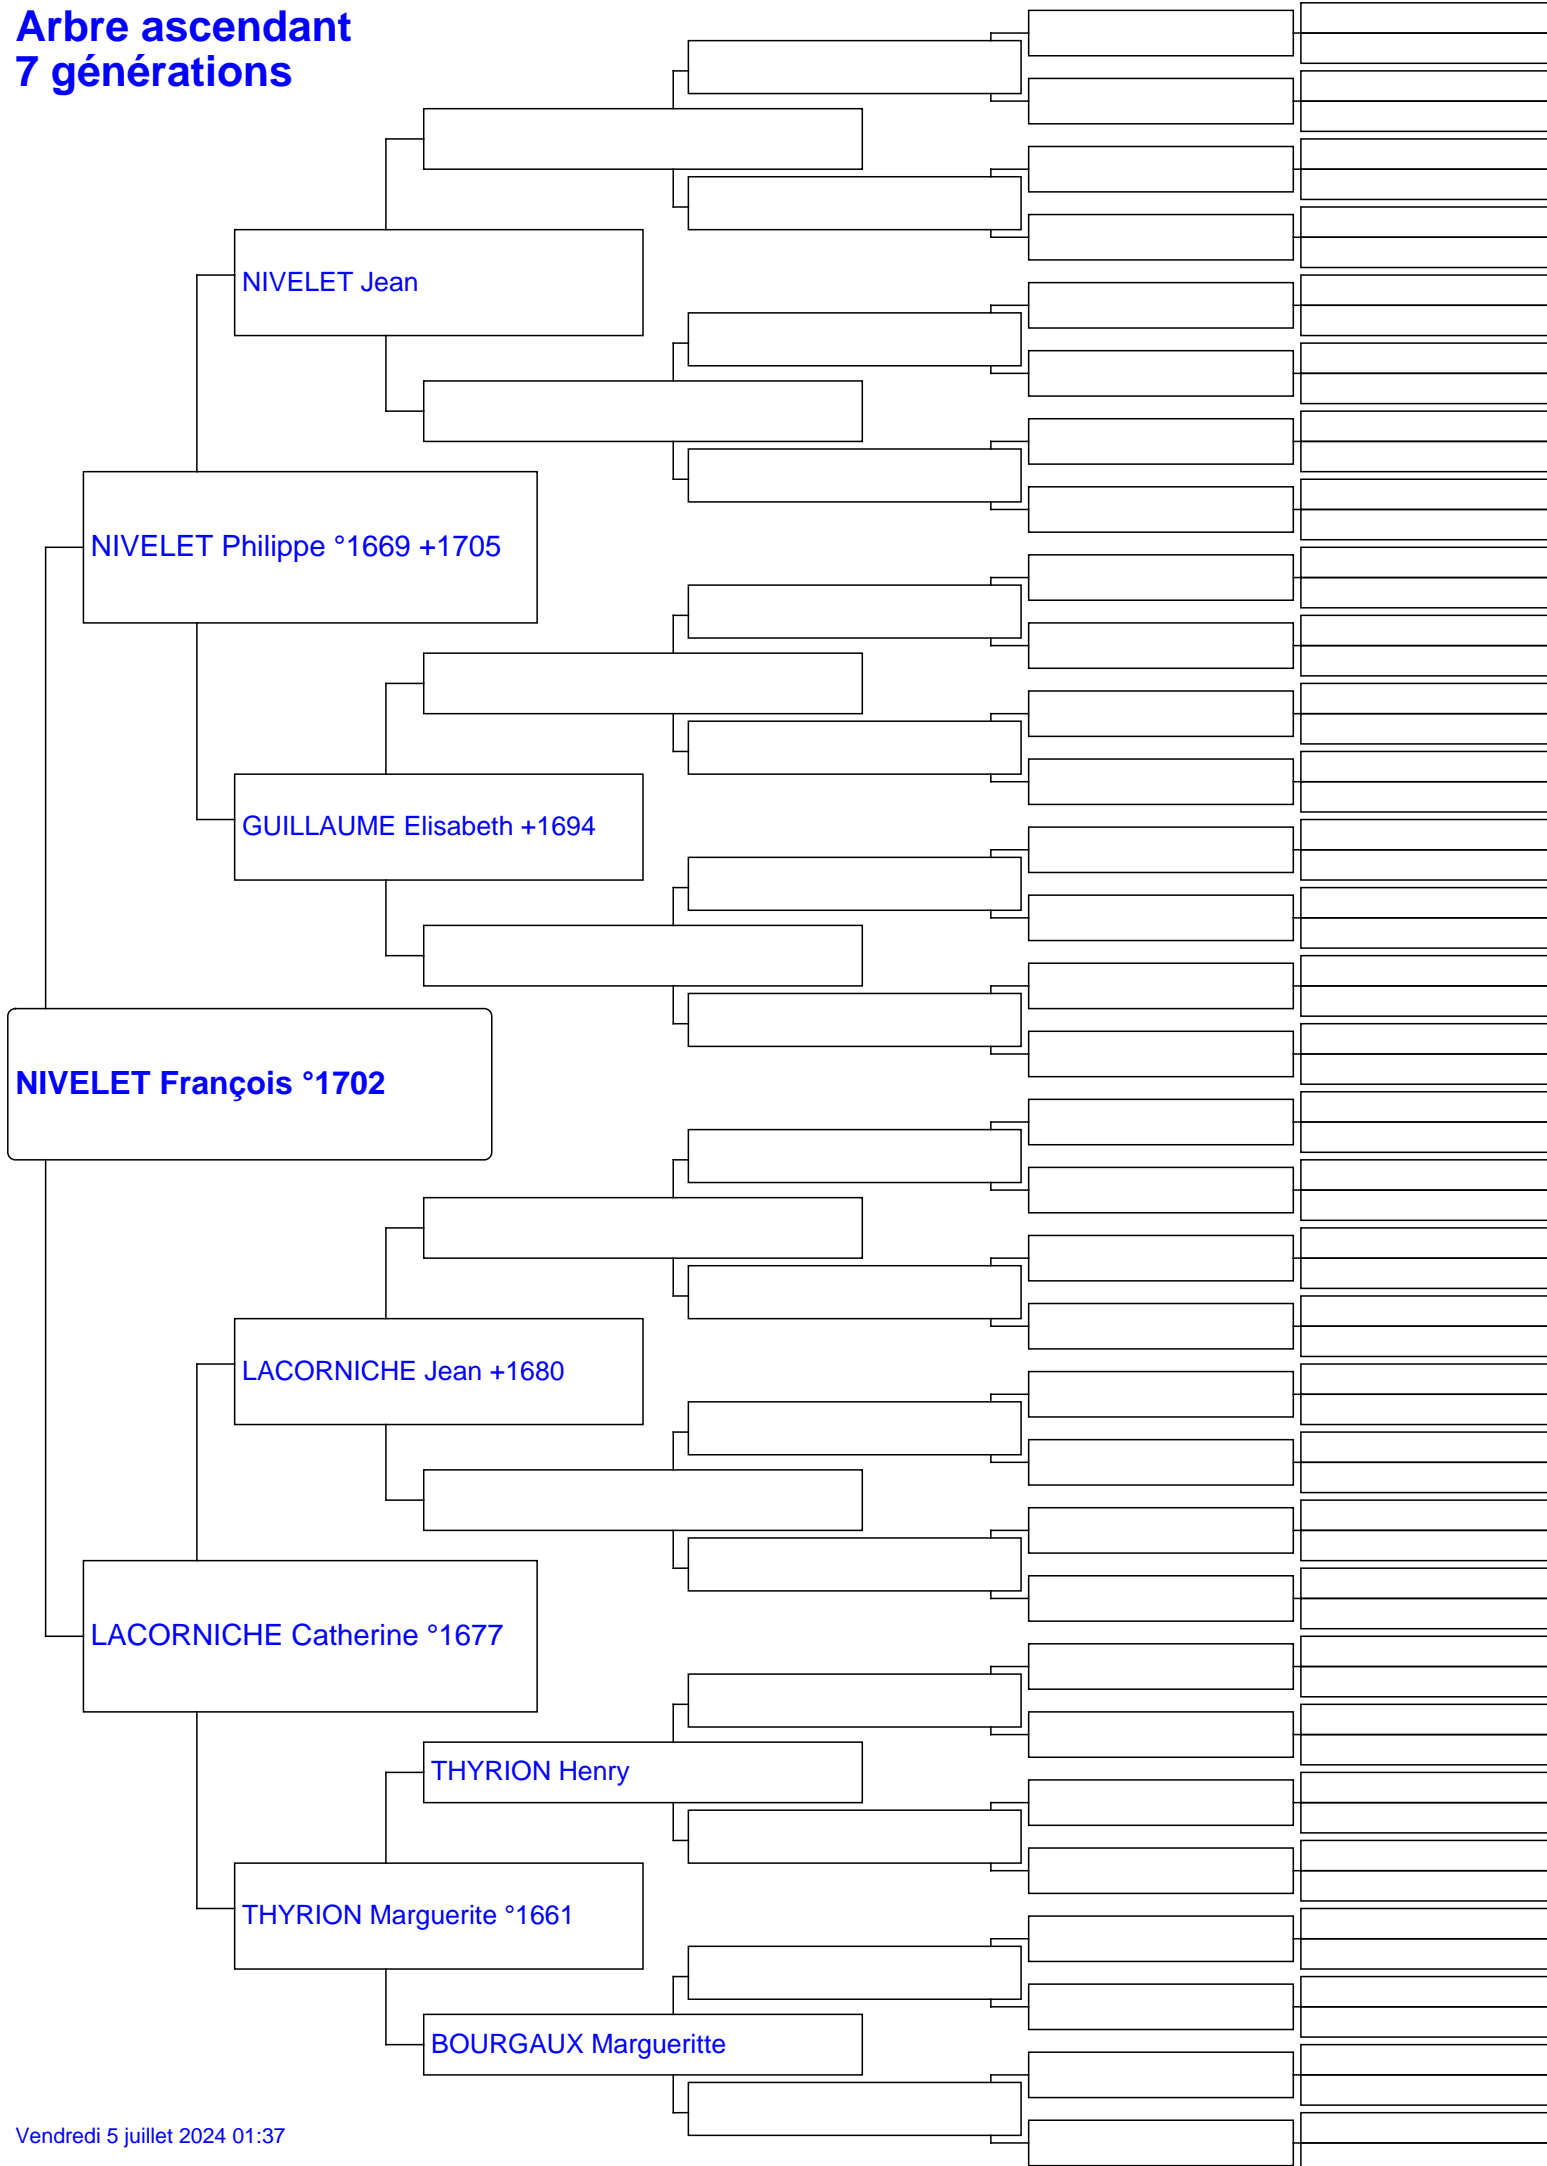 Arbre ascendant
7 générations
NIVELET Jean
NIVELET Philippe °1669 +1705
GUILLAUME Elisabeth +1694
NIVELET François °1702
LACORNICHE Jean +1680
LACORNICHE Catherine °1677
THYRION Henry
THYRION Marguerite °1661
BOURGAUX Margueritte
Vendredi 5 juillet 2024 01:37